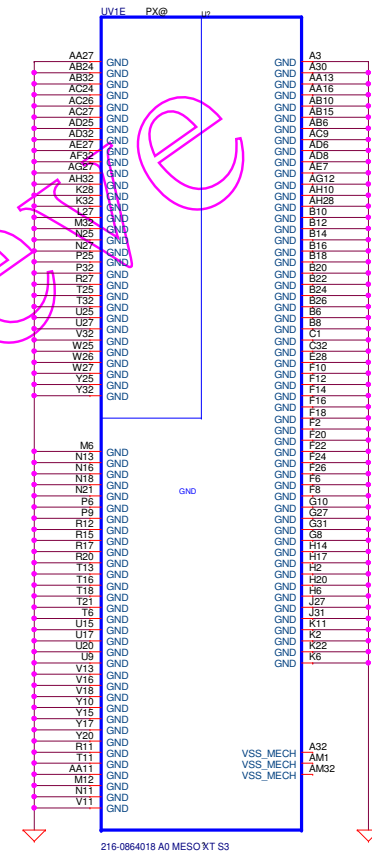 UV1E PX@ U?
AA27 GND GND A3
AB24 GND GND A30
AB32 GND GND AA13
AC24 GND GND AA16
AC26 GND GND AB10
AC27 GND GND AB15
AD25 GND GND AB6
AD32 GND GND AC9
AE27 GND GND AD6
AF32 GND GND AD8
AG27 GND GND AE7
AH32 GND GND AG12
K28 GND GND AH10
K32 GND GND AH28
L27 GND GND B10
M32 GND GND B12
N25 GND GND B14
N27 GND GND B16
P25 GND GND B18
P32 GND GND B20
R27 GND GND B22
T25 GND GND B24
T32 GND GND B26
U25 GND GND B6
U27 GND GND B8
V32 GND GND C1
W25 GND GND C32
W26 GND GND E28
W27 GND GND F10
Y25 GND GND F12
Y32 GND GND F14
GND F16
GND F18
GND F2
GND F20
M6 GND GND F22
N13 GND GND F24
N16 GND GND F26
N18 GND GND F6
N21 GND GND F8
P6 GND GND GND G10
P9 GND GND G27
R12 GND GND G31
R15 GND GND G8
R17 GND GND H14
R20 GND GND H17
T13 GND GND H2
T16 GND GND H20
T18 GND GND H6
T21 GND GND J27
T6 GND GND J31
U15 GND GND K11
U17 GND GND K2
U20 GND GND K22
U9 GND GND K6
V13 GND
V16 GND
V18 GND
Y10 GND
Y15 GND
Y17 GND
Y20 GND
R11 GND VSS_MECH A32
T11 GND VSS_MECH AM1
AA11 GND VSS_MECH AM32
M12 GND
N11 GND
V11 GND
216-0864018 A0 MESO XT S3